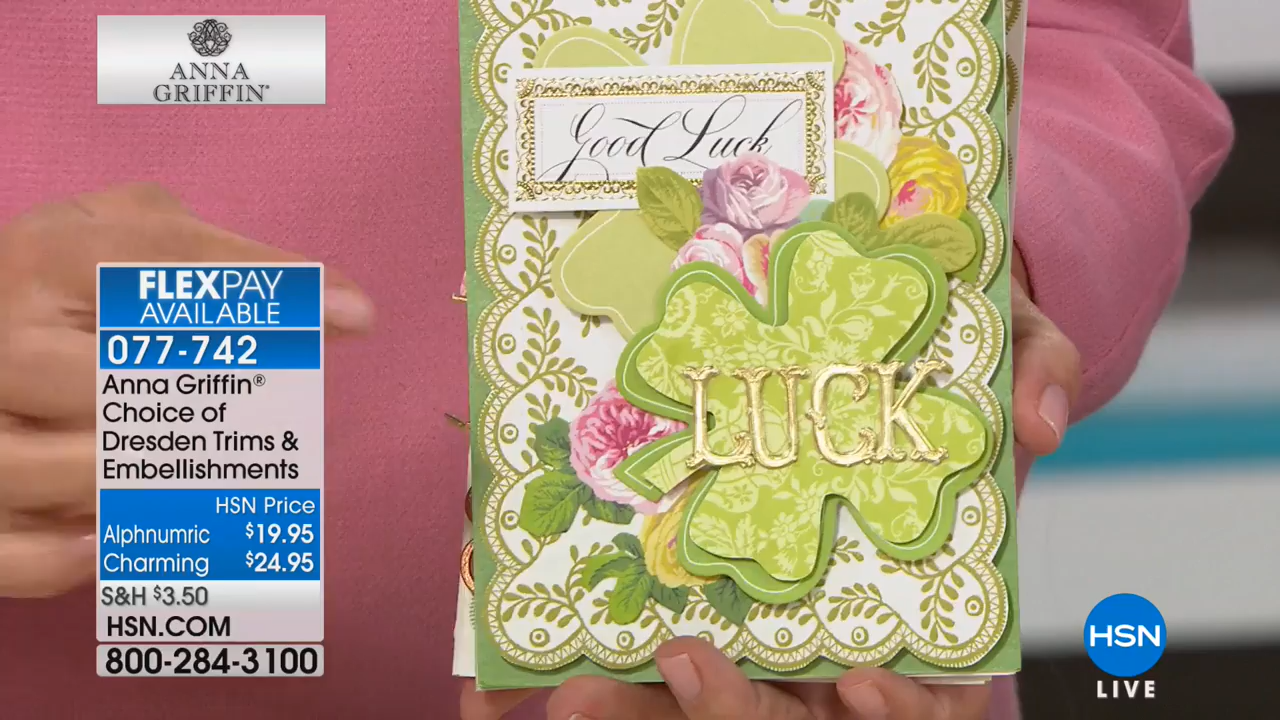 ANNA
GRIFFIN®
Good Luck
LUCK
FLEXPAY
AVAILABLE
077-742
Anna Griffin®
Choice of
Dresden Trims &
Embellishments
HSN Price
Alphnumric $19.95
Charming $24.95
S&H $3.50
HSN.COM
800-284-3100
HSN
LIVE